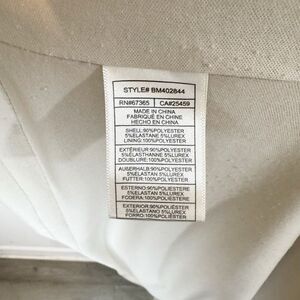 STYLE# BM402844
RN#67365 CA#25459
MADE IN CHINA
FABRIQUÉ EN CHINE
HECHO EN CHINA
SHELL:90%POLYESTER
5%ELASTANE 5%LUREX
LINING:100%POLYESTER
EXTÉRIEUR:90%POLYESTER
5%ÉLASTHANNE 5%LUREX
DOUBLURE:100%POLYESTER
AUßERHALB:90%POLYESTER
5%ELASTAN 5%LUREX
FUTTER:100%POLYESTER
ESTERNO:90%POLIESTERE
5%ELASTAN 5%LUREX
FODERA:100%POLIESTERE
EXTERIOR:90%POLIÉSTER
5%ELASTANO 5%LUREX
FORRO:100%POLIÉSTER